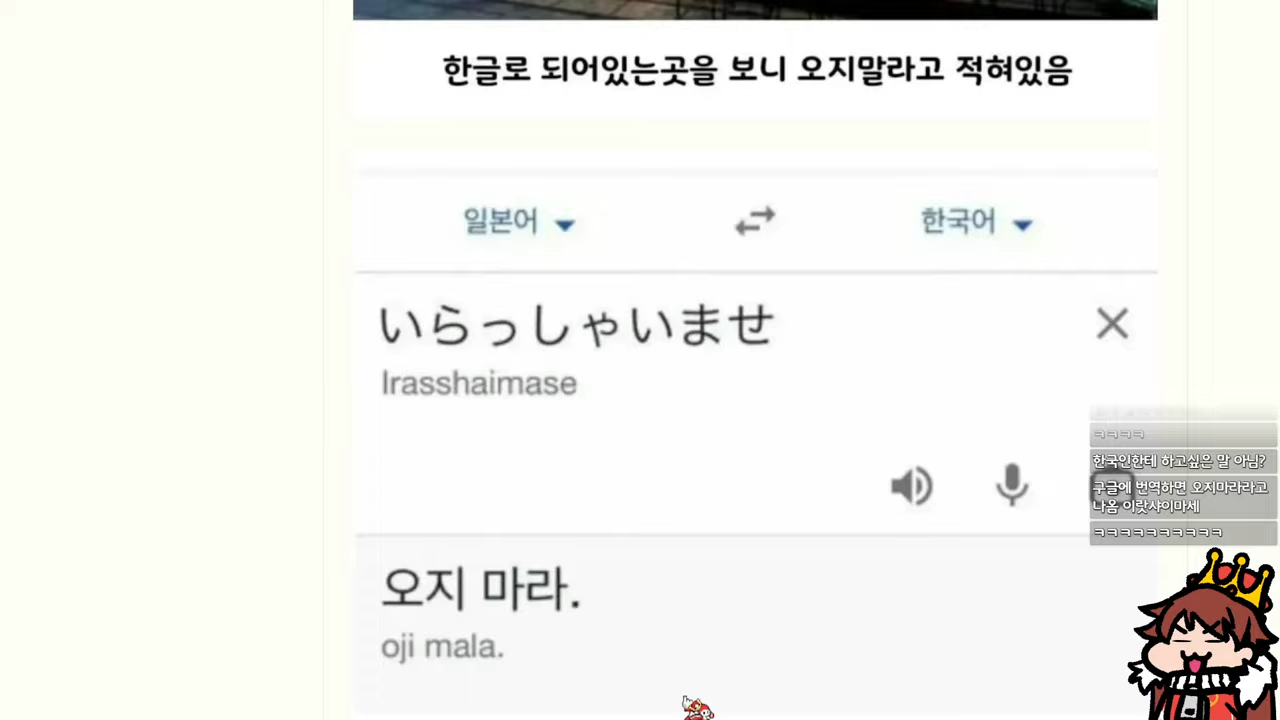 한글로 되어있는곳을 보니 오지말라고 적혀있음
일본어
한국어
いらっしゃいませ
Irasshaimase
ㅋㅋㅋㅋ
한국인한테 하고싶은 말 아님?
구글에 번역하면 오지마라라고
나옴 이랏샤이마세
ㅋㅋㅋㅋㅋㅋㅋㅋㅋㅋ
오지 마라.
oji mala.